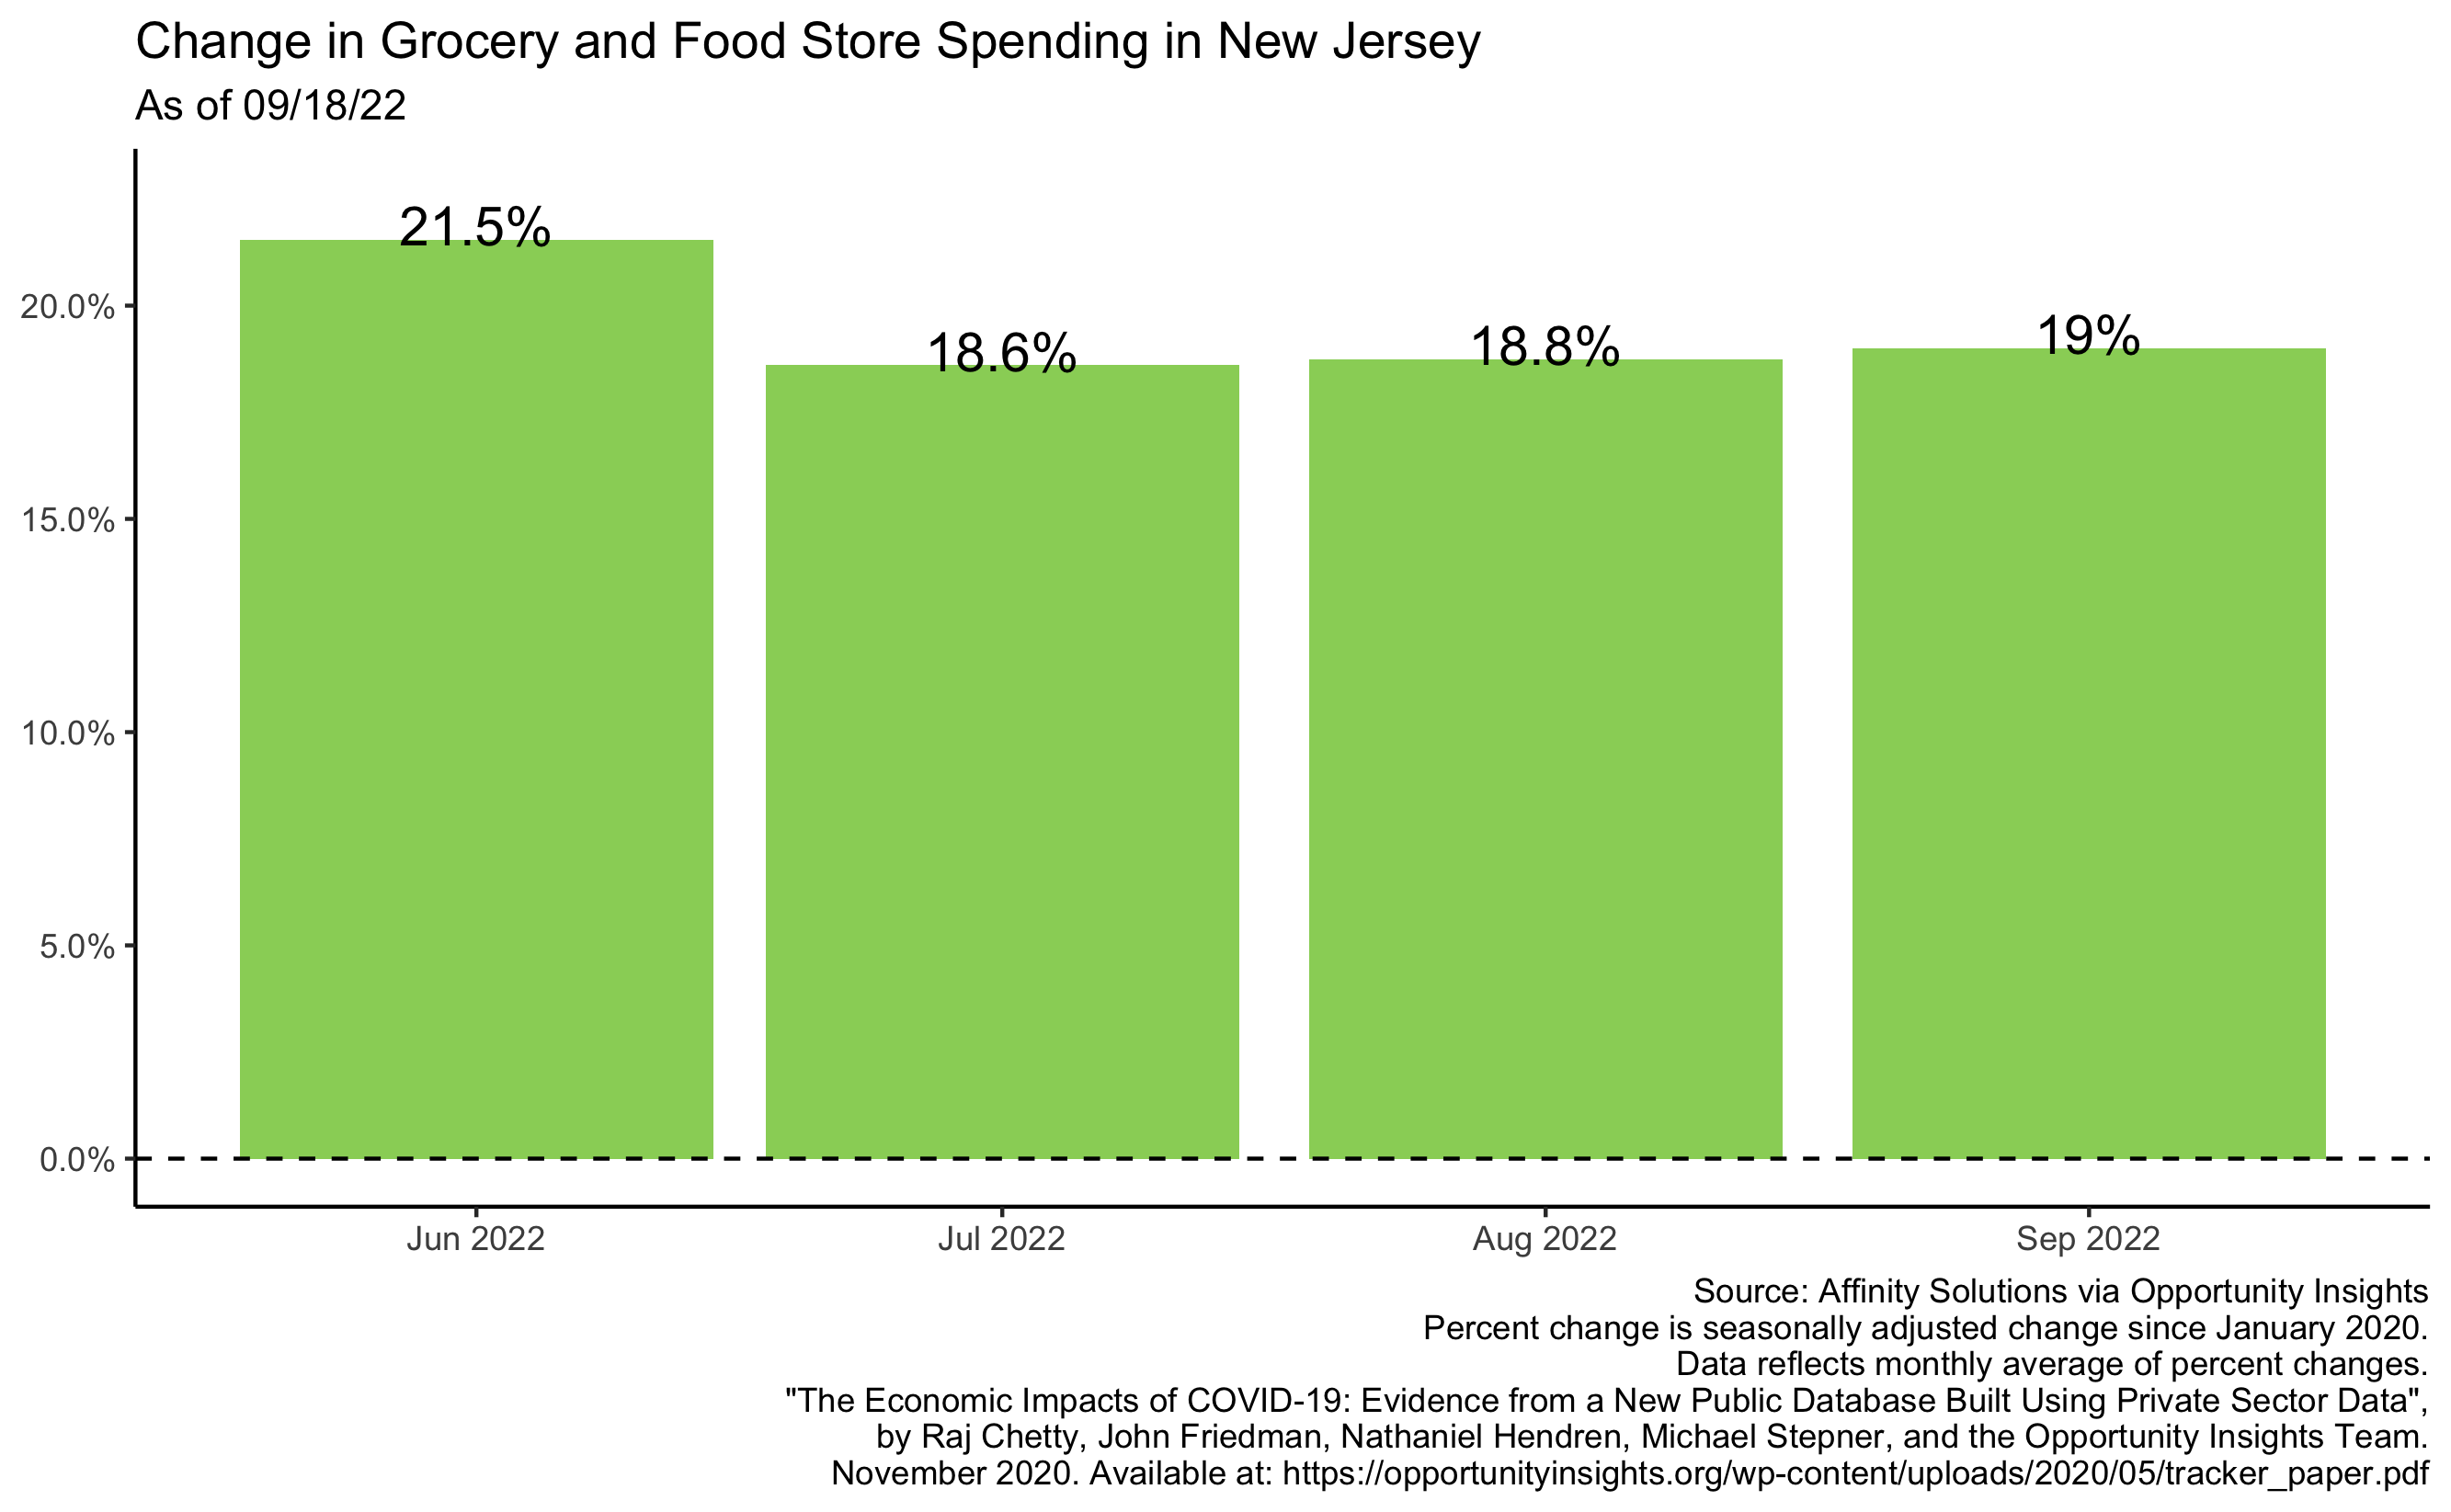 Change in Grocery and Food Store Spending in New Jersey
As of 09/18/22
21.5%
18.6%
18.8%
19%
20.0%
15.0%
10.0%
5.0%
0.0%
Jun 2022
Jul 2022
Aug 2022
Sep 2022
Source: Affinity Solutions via Opportunity Insights
Percent change is seasonally adjusted change since January 2020.
Data reflects monthly average of percent changes.
"The Economic Impacts of COVID-19: Evidence from a New Public Database Built Using Private Sector Data",
by Raj Chetty, John Friedman, Nathaniel Hendren, Michael Stepner, and the Opportunity Insights Team.
November 2020. Available at: https://opportunityinsights.org/wp-content/uploads/2020/05/tracker_paper.pdf